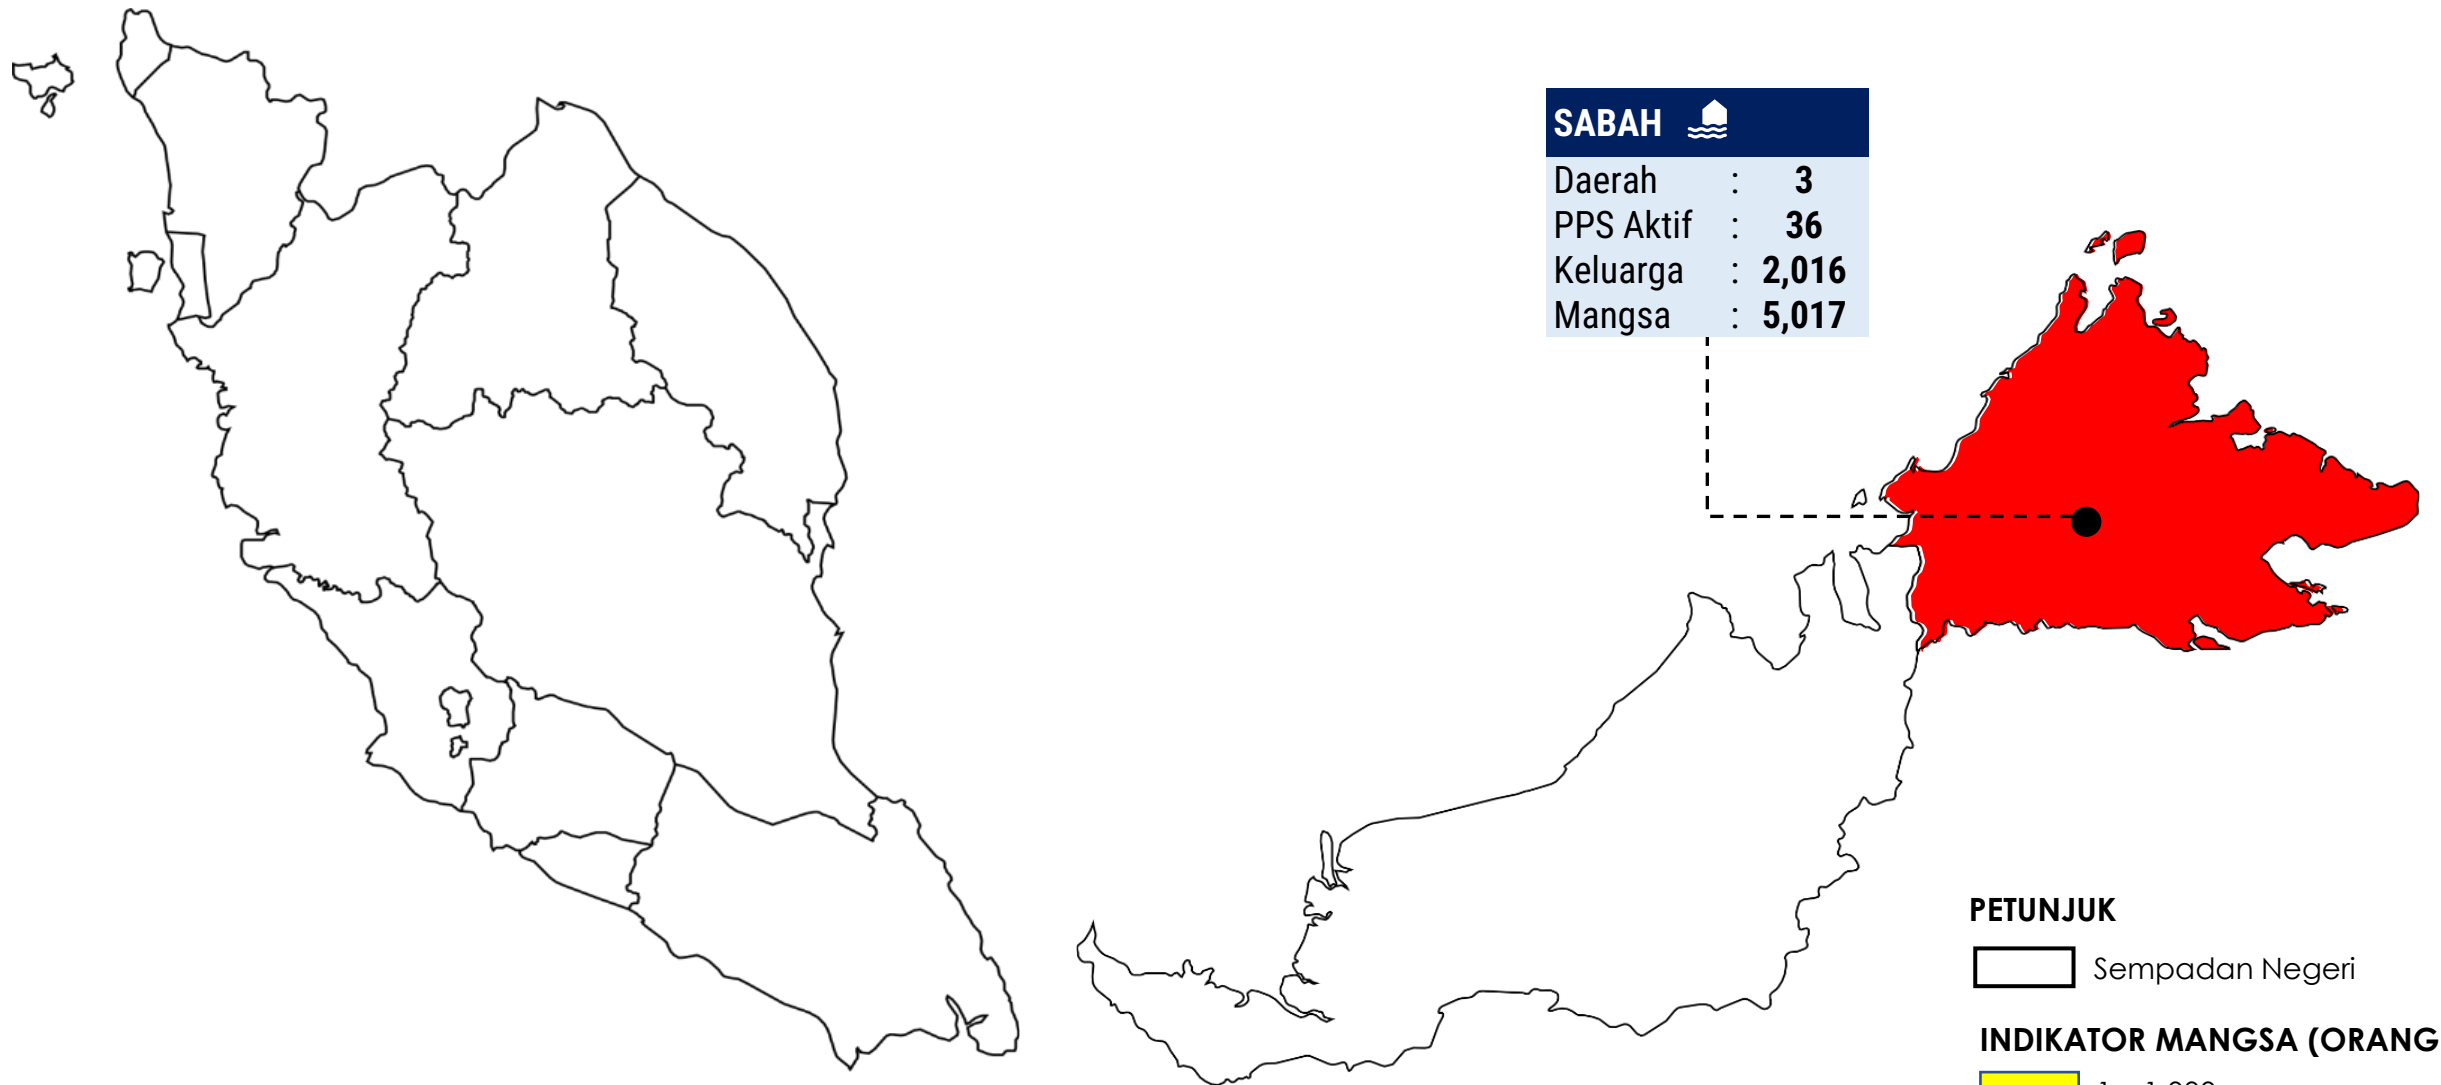 SABAH
Daerah : 3
PPS Aktif : 36
Keluarga : 2,016
Mangsa : 5,017
PETUNJUK
Sempadan Negeri
INDIKATOR MANGSA (ORANG